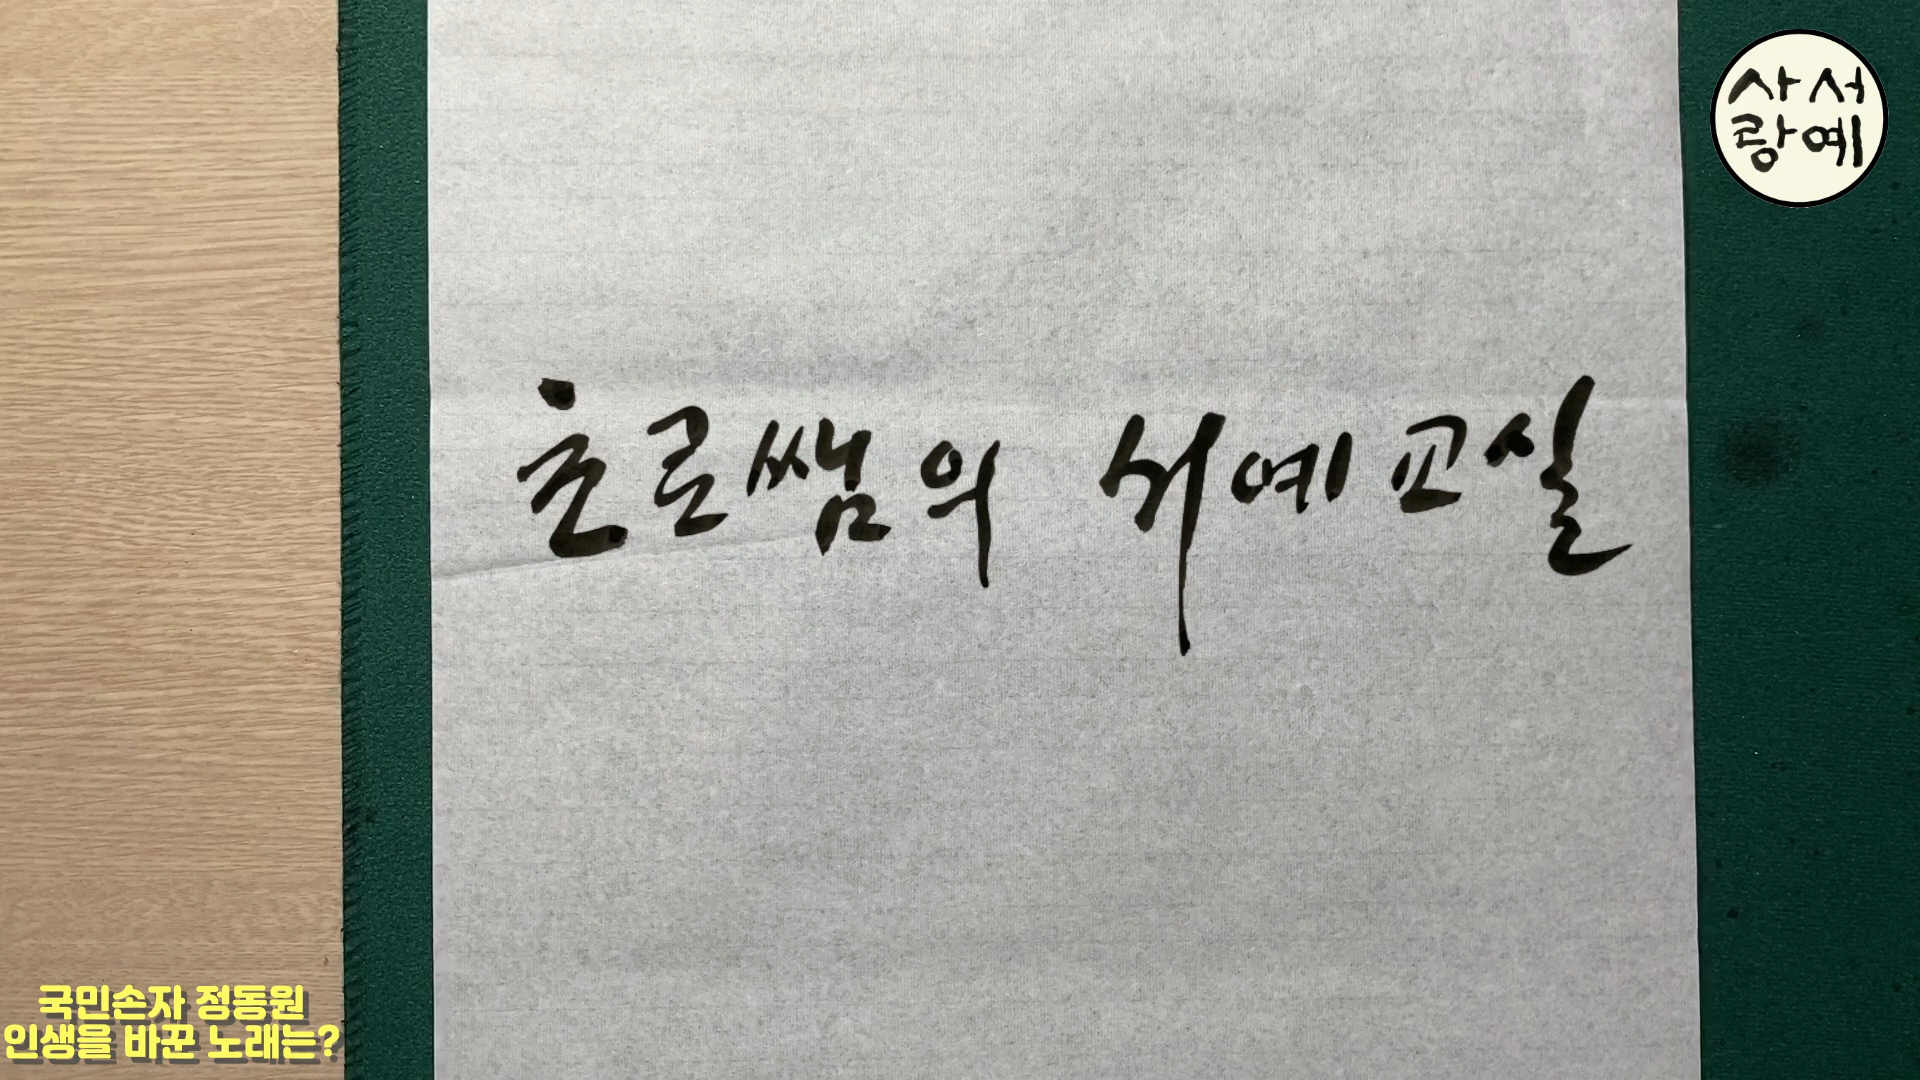 초로쌤의 서예교실
사서
랑예
국민손자 정동원
인생을 바꾼 노래는?